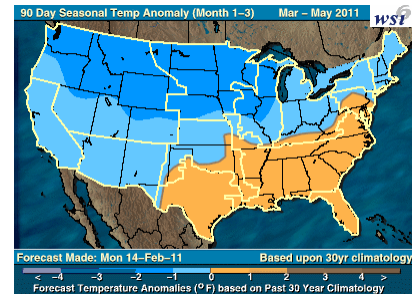 90 Day Seasonal Temp Anomaly (Month 1-3) Mar - May 2011
WSI
Forecast Made: Mon 14-Feb-11 Based upon 30yr climatology
< -4 -3 -2 -1 0 1 2 3 4 >
Forecast Temperature Anomalies (°F) based on Past 30 Year Climatology